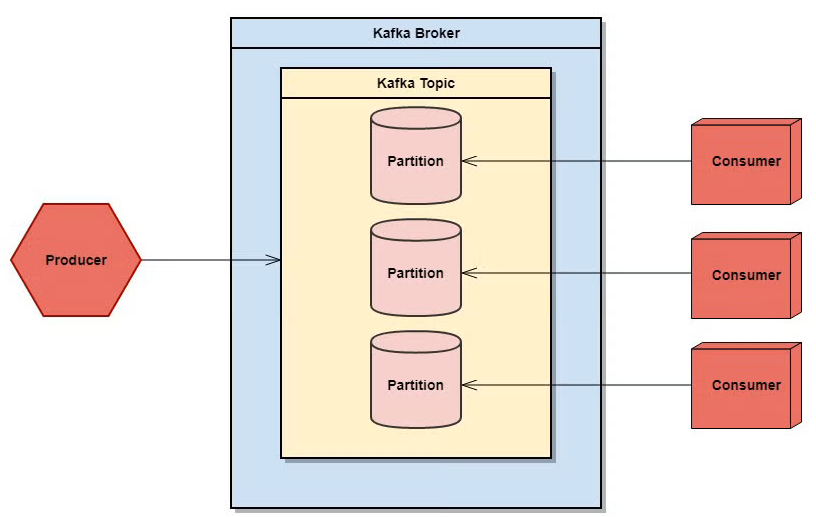 Kafka Broker
Kafka Topic
Partition
Consumer
Producer
Partition
Consumer
Partition
Consumer